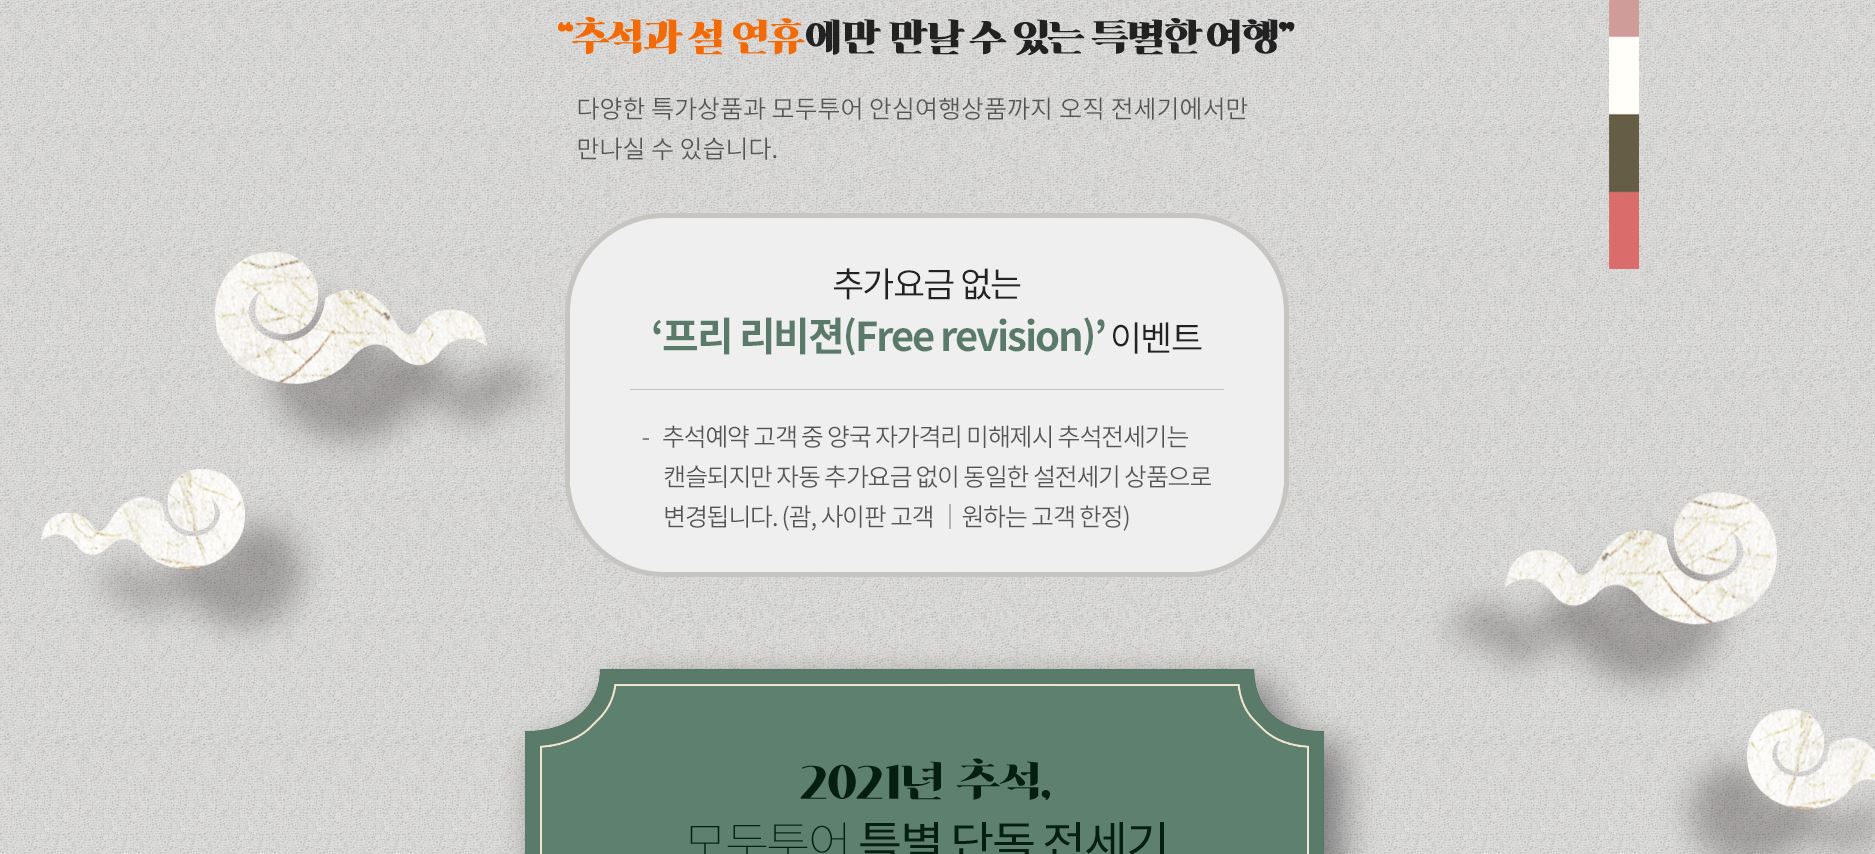 “추석과 설 연휴에만 만날 수 있는 특별한 여행”
다양한 특가상품과 모두투어 안심여행상품까지 오직 전세기에서만
만나실 수 있습니다.
추가요금 없는
‘프리 리비젼(Free revision)’ 이벤트
- 추석예약 고객 중 양국 자가격리 미해제시 추석전세기는
캔슬되지만 자동 추가요금 없이 동일한 설전세기 상품으로
변경됩니다. (괌, 사이판 고객 | 원하는 고객 한정)
2021년 추석,
모두투어 특별 단독 전세기